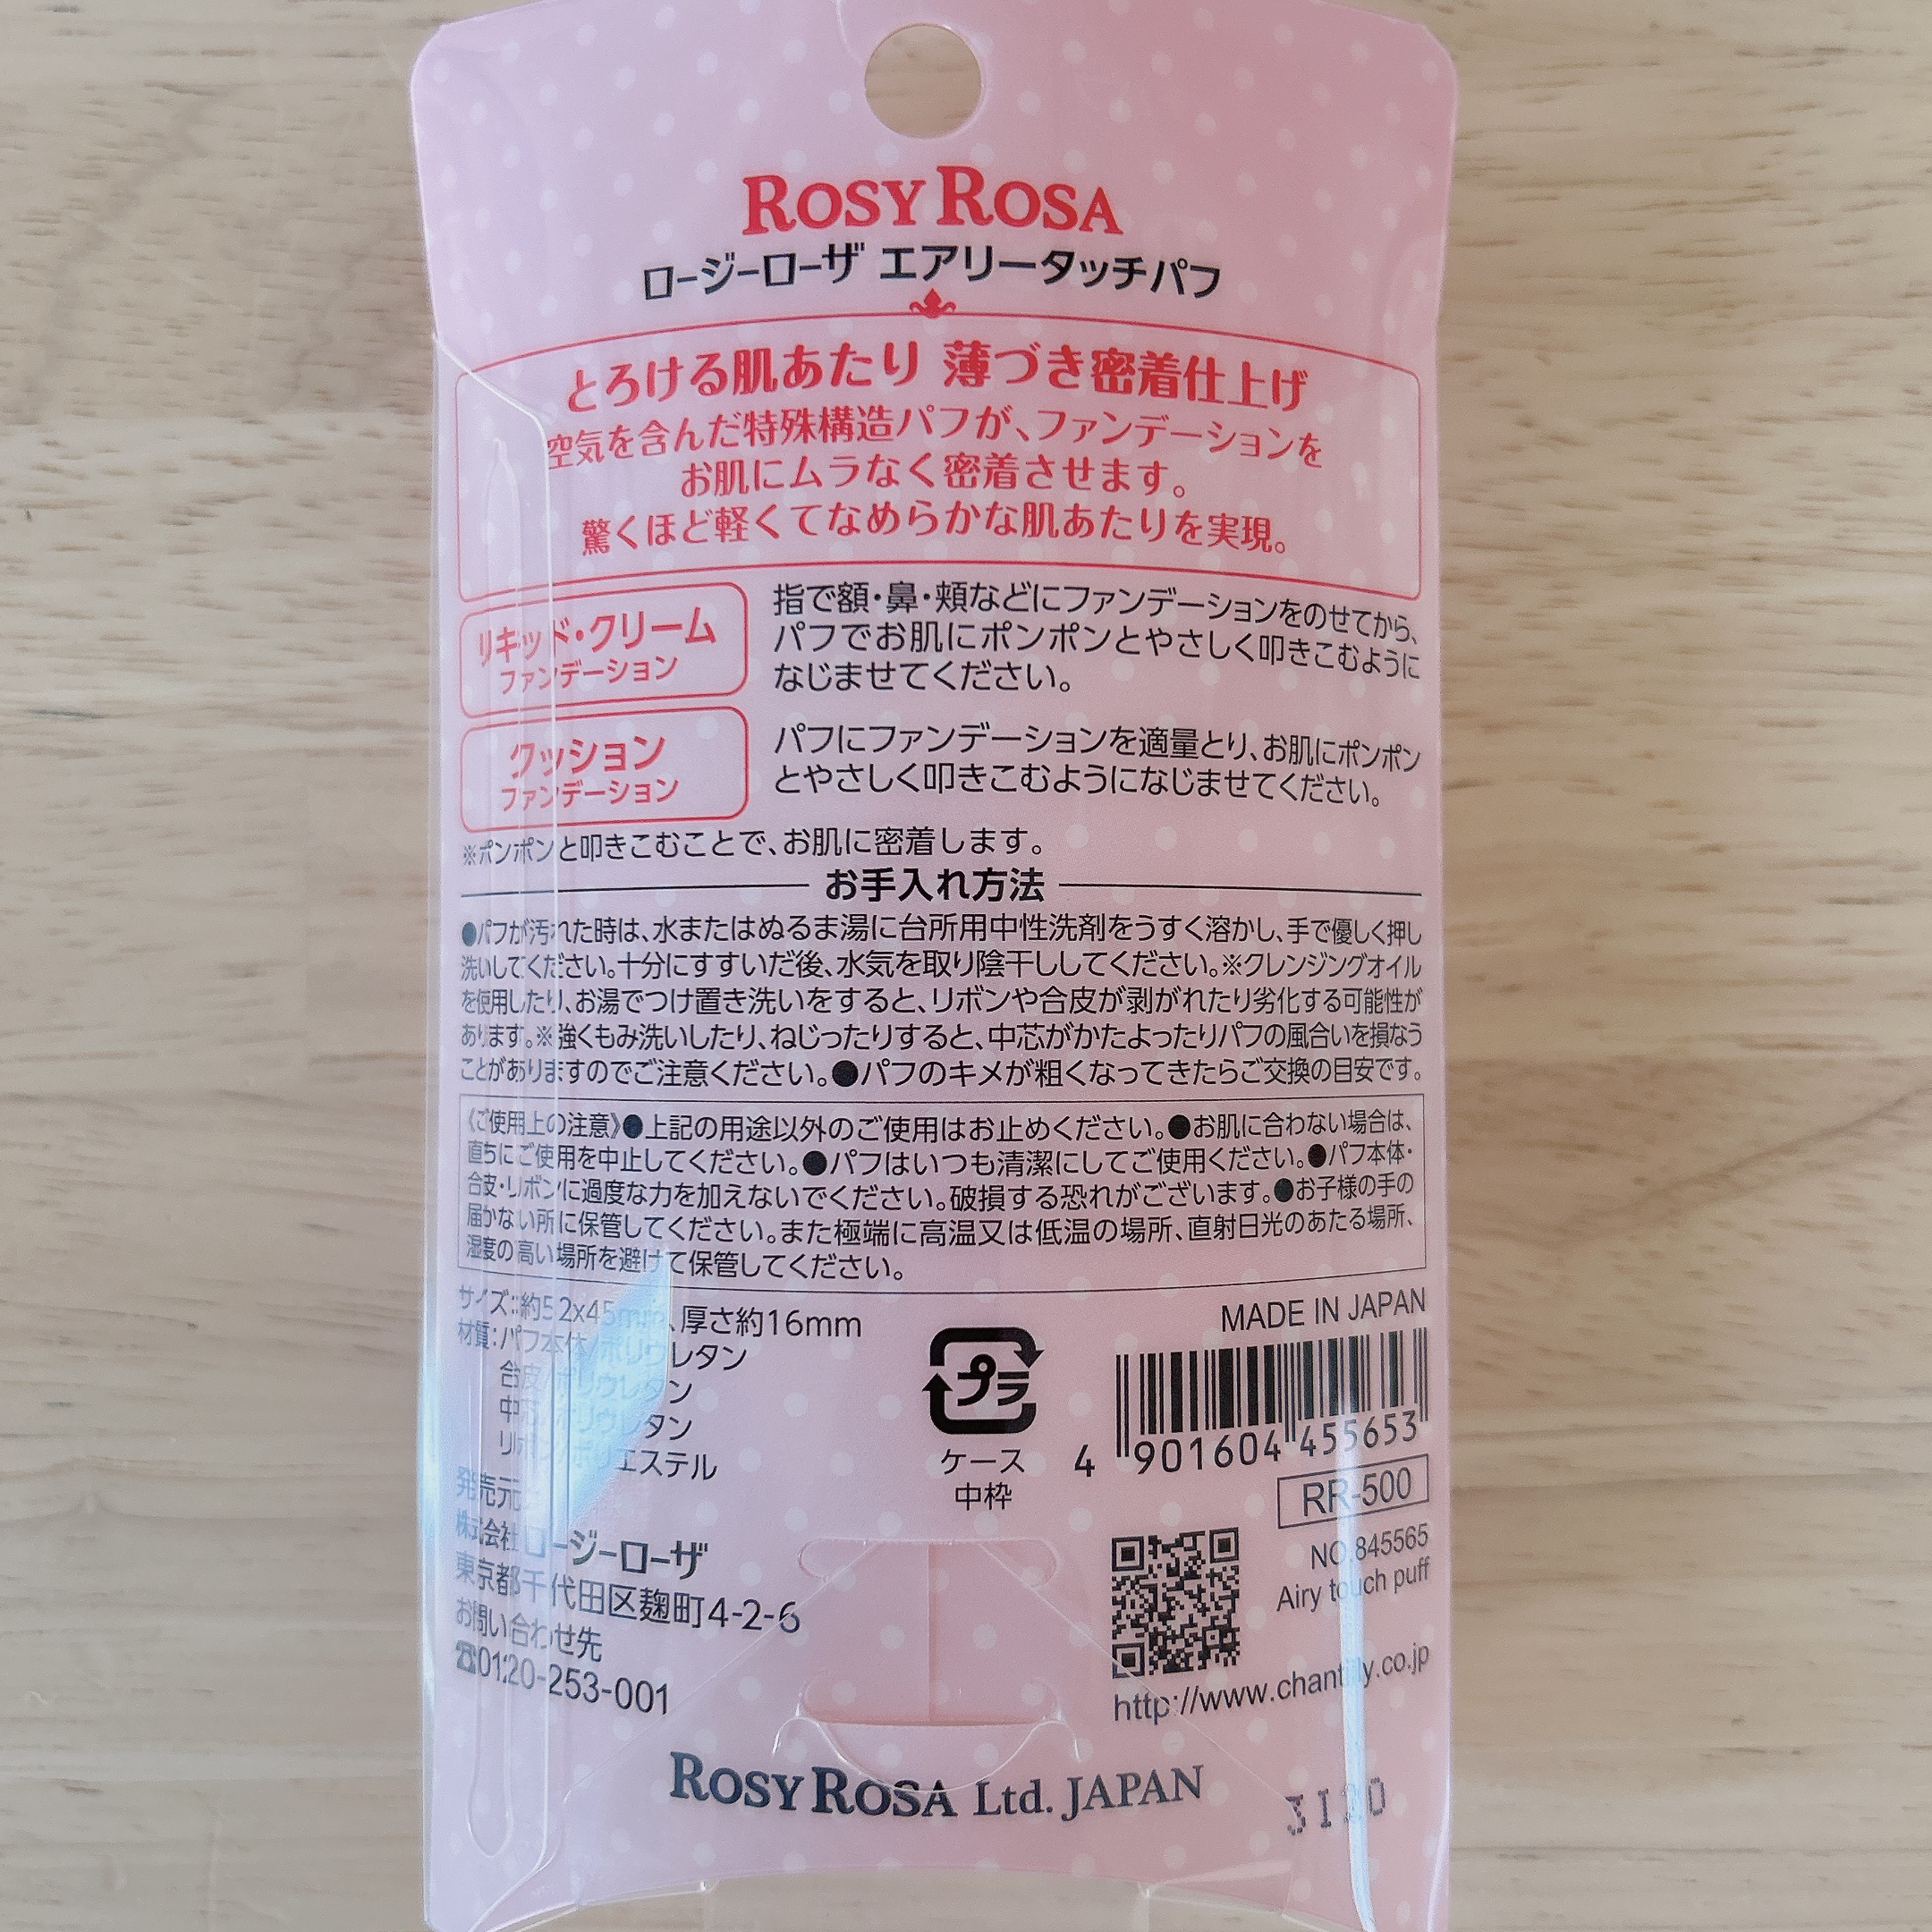 ROSY ROSA
ロージーローザ エアリータッチパフ
とろける肌あたり 薄づき密着仕上げ
空気を含んだ特殊構造パフが、ファンデーションを
お肌にムラなく密着させます。
驚くほど軽くてなめらかな肌あたりを実現。
リキッド・クリーム
ファンデーション
指で額・鼻・頬などにファンデーションをのせてから、
パフでお肌にポンポンとやさしく叩きこむように
なじませてください。
クッション
ファンデーション
パフにファンデーションを適量とり、お肌にポンポン
とやさしく叩きこむようになじませてください。
※ポンポンと叩きこむことで、お肌に密着します。
お手入れ方法
●パフが汚れた時は、水またはぬるま湯に台所用中性洗剤をうすく溶かし、手で優しく押し
洗いしてください。十分にすすいだ後、水気を取り陰干ししてください。※クレンジングオイル
を使用したり、お湯でつけ置き洗いをすると、リボンや合皮が剥がれたり劣化する可能性が
あります。※強くもみ洗いしたり、ねじったりすると、中芯がかたよったりパフの風合いを損なう
ことがありますのでご注意ください。●パフのキメが粗くなってきたらご交換の目安です。
《ご使用上の注意》●上記の用途以外のご使用はお止めください。●お肌に合わない場合は、
直ちにご使用を中止してください。●パフはいつも清潔にしてご使用ください。●パフ本体・
合皮・リボンに過度な力を加えないでください。破損する恐れがございます。●お子様の手の
届かない所に保管してください。また極端に高温又は低温の場所、直射日光のあたる場所、
湿度の高い場所を避けて保管してください。
サイズ:約52x45mm、厚さ約16mm
材質:パフ本体/ポリウレタン
合皮/ポリウレタン
中芯/ポリウレタン
リボン/ポリエステル
発売元
株式会社ロージーローザ
東京都千代田区麹町4-2-6
お問い合わせ先
☎0120-253-001
プラ
ケース
中枠
MADE IN JAPAN
4 901604 455653
RR-500
NO.845565
Airy touch puff
http://www.chantilly.co.jp
ROSY ROSA Ltd. JAPAN